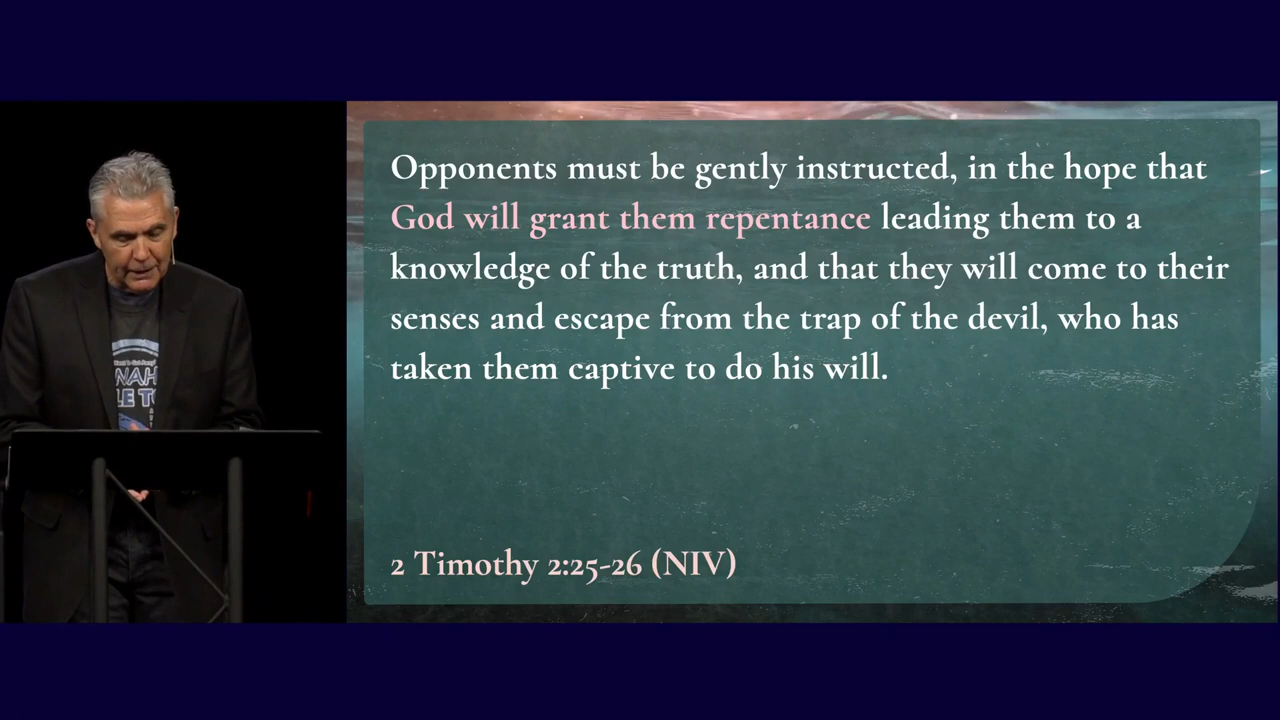 Opponents must be gently instructed, in the hope that
God will grant them repentance leading them to a
knowledge of the truth, and that they will come to their
senses and escape from the trap of the devil, who has
taken them captive to do his will.
2 Timothy 2:25-26 (NIV)